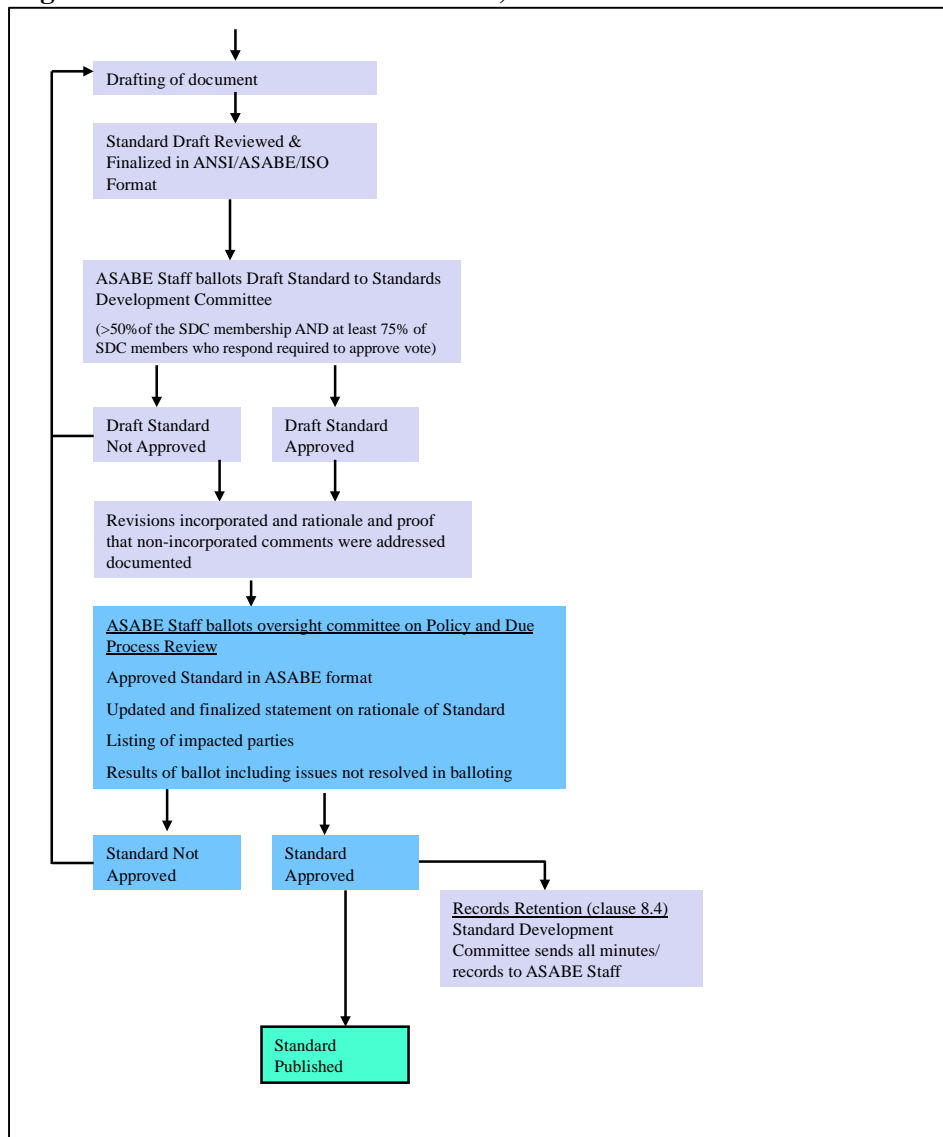 Drafting of document
Standard Draft Reviewed &
Finalized in ANSI/ASABE/ISO
Format
ASABE Staff ballots Draft Standard to Standards
Development Committee
(>50%of the SDC membership AND at least 75% of
SDC members who respond required to approve vote)
Draft Standard
Not Approved
Draft Standard
Approved
Revisions incorporated and rationale and proof
that non-incorporated comments were addressed
documented
ASABE Staff ballots oversight committee on Policy and Due
Process Review
Approved Standard in ASABE format
Updated and finalized statement on rationale of Standard
Listing of impacted parties
Results of ballot including issues not resolved in balloting
Standard Not
Approved
Standard
Approved
Records Retention (clause 8.4)
Standard Development
Committee sends all minutes/
records to ASABE Staff
Standard
Published